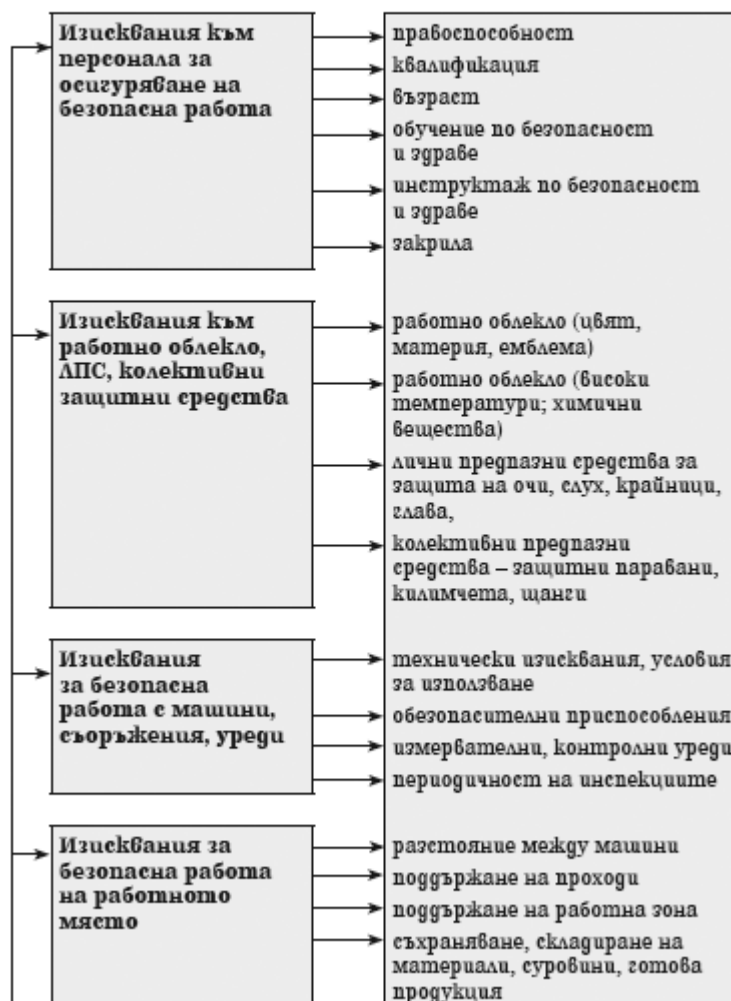 Изисквания към
персонала за
осигуряване на
безопасна работа
правоспособност
квалификация
възраст
обучение по безопасност
и здраве
инструктаж по безопасност
и здраве
закрила
Изисквания към
работно облекло,
ЛПС, колективни
защитни средства
работно облекло (цвят,
материя, емблема)
работно облекло (високи
температури; химични
вещества)
лични предпазни средства за
защита на очи, слух, крайници,
глава,
колективни предпазни
средства – защитни паравани,
килимчета, щанги
Изисквания
за безопасна
работа с машини,
съоръжения, уреди
технически изисквания, условия
за използване
обезопасителни приспособления
измервателни, контролни уреди
периодичност на инспекциите
Изисквания за
безопасна работа
на работното
място
разстояние между машини
поддържане на проходи
поддържане на работна зона
съхраняване, складиране на
материали, суровини, готова
продукция